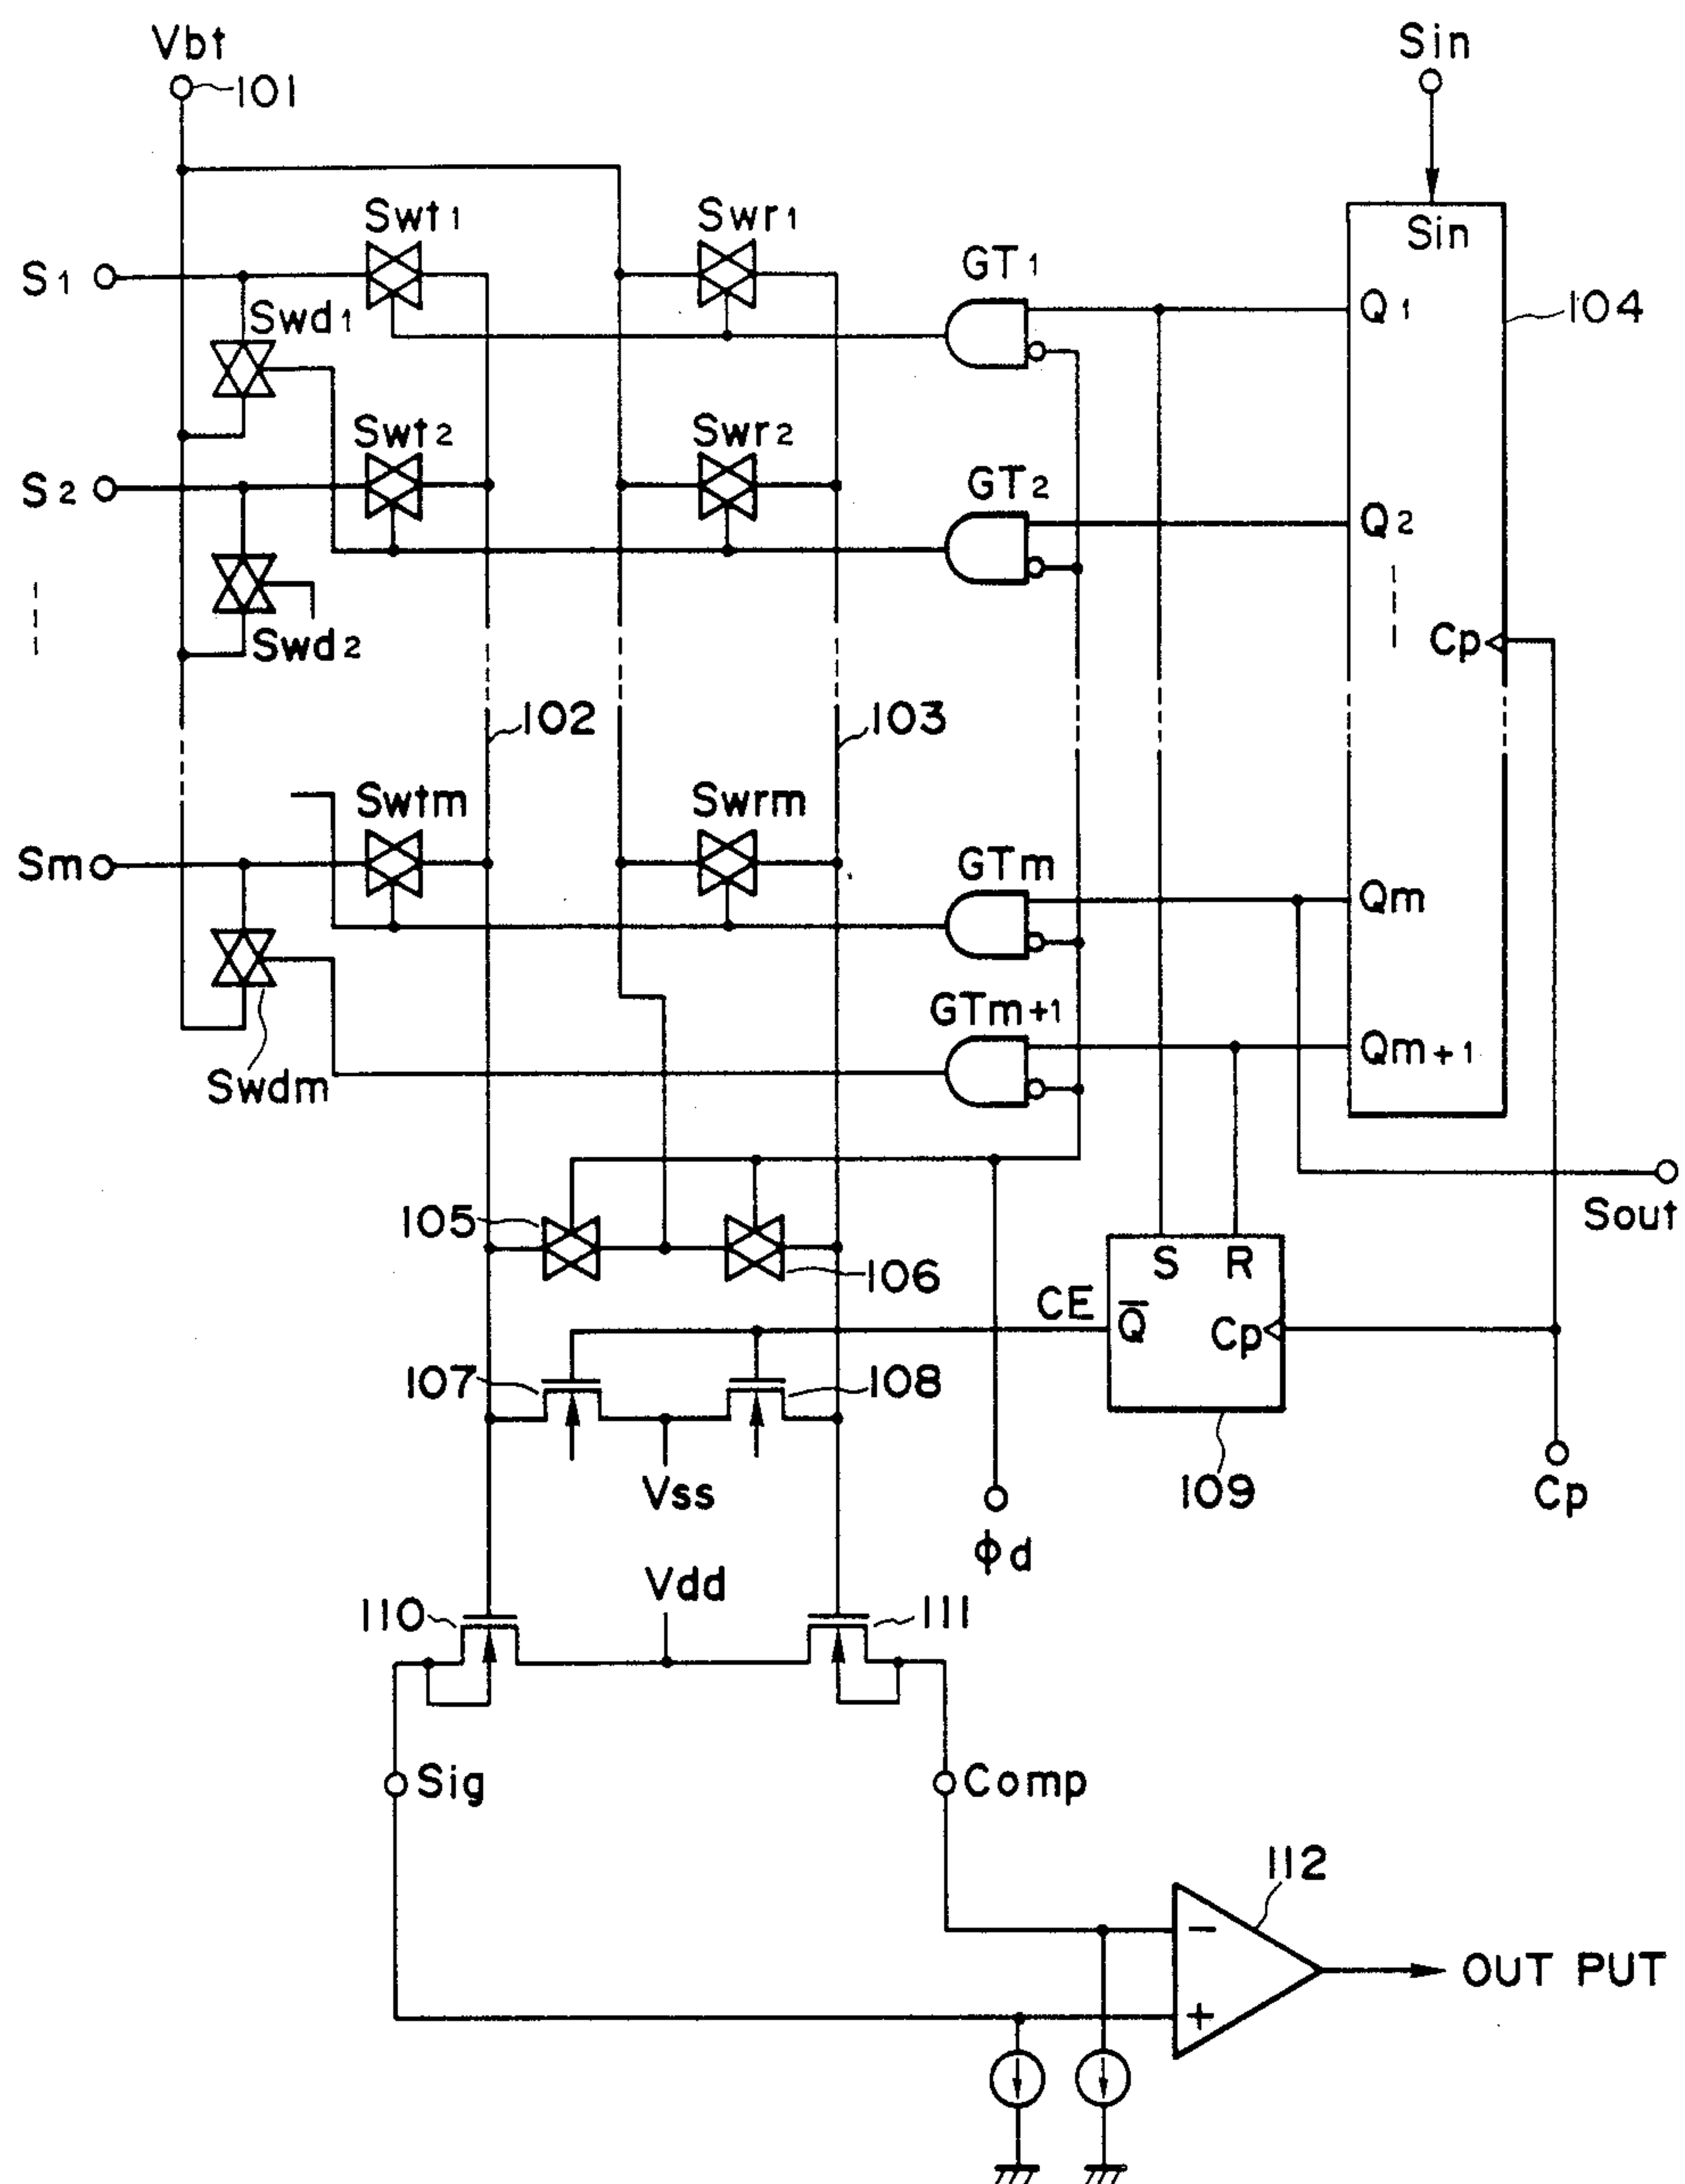 Vbt
101
Sin
Sin
Swt1
Swr1
GT1
S1
Q1
104
Swd1
Swt2
Swr2
GT2
S2
Q2
Cp
Swd2
102
103
Swtm
Swrm
GTm
Sm
Qm
GTm+1
Qm+1
Swdm
Sout
105
106
S R
CE
Q̅
Cp
107
108
Vss
109
Cp
ϕd
Vdd
110
111
Sig
Comp
112
−
OUT PUT
+